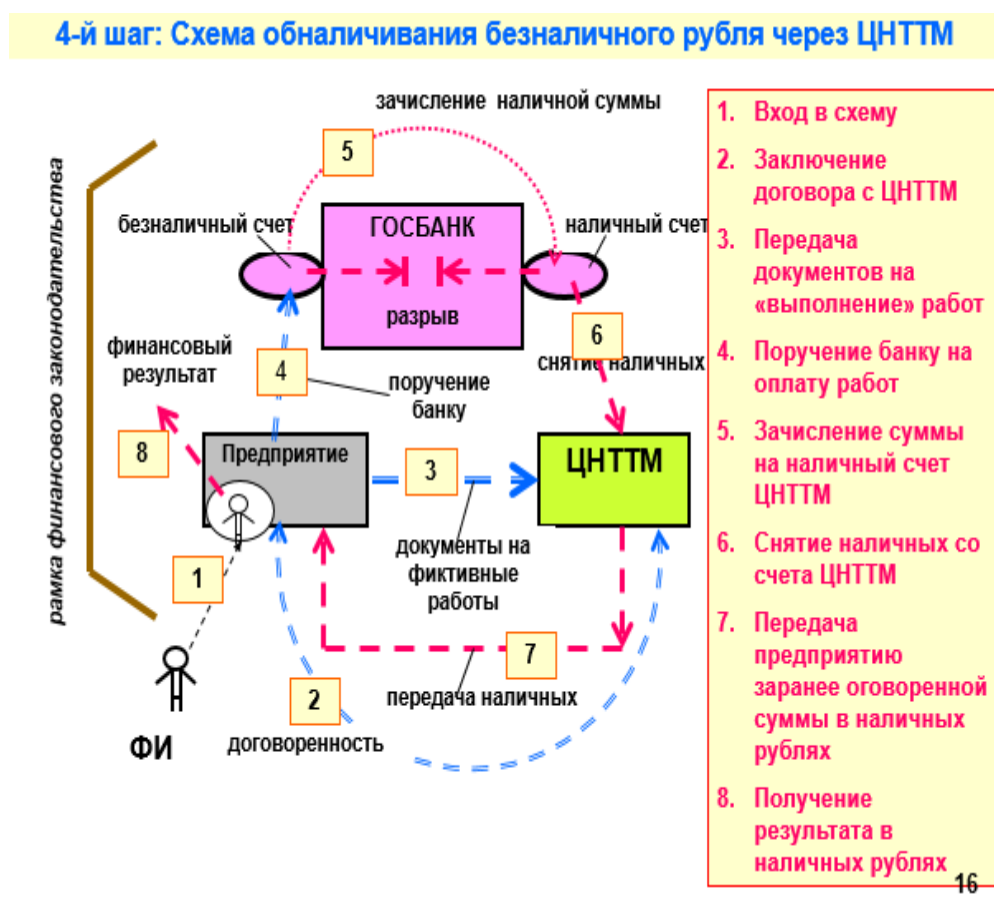 4-й шаг: Схема обналичивания безналичного рубля через ЦНТТМ
зачисление наличной суммы
5
безналичный счет
ГОСБАНК
наличный счет
разрыв
6
снятие наличных
финансовый
результат
4
поручение
банку
8
Предприятие
3
ЦНТТМ
документы на
фиктивные
работы
1
7
передача наличных
2
договоренность
ФИ
рамка финансового законодательства
1. Вход в схему
2. Заключение
договора с ЦНТТМ
3. Передача
документов на
«выполнение» работ
4. Поручение банку на
оплату работ
5. Зачисление суммы
на наличный счет
ЦНТТМ
6. Снятие наличных со
счета ЦНТТМ
7. Передача
предприятию
заранее оговоренной
суммы в наличных
рублях
8. Получение
результата в
наличных рублях
16